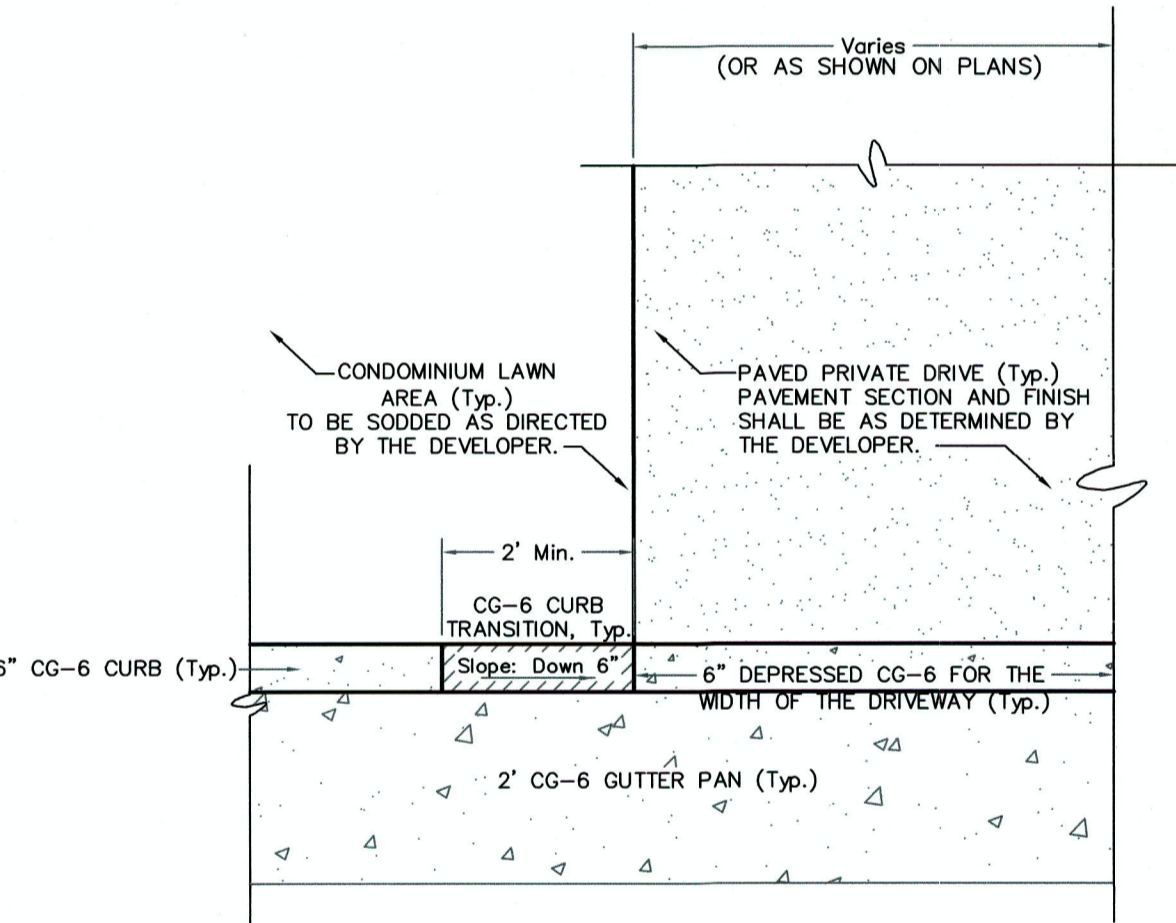 Varies
(OR AS SHOWN ON PLANS)
CONDOMINIUM LAWN
AREA (Typ.)
TO BE SODDED AS DIRECTED
BY THE DEVELOPER.
PAVED PRIVATE DRIVE (Typ.)
PAVEMENT SECTION AND FINISH
SHALL BE AS DETERMINED BY
THE DEVELOPER.
2' Min.
CG-6 CURB
TRANSITION, Typ.
6" CG-6 CURB (Typ.)
Slope: Down 6"
6" DEPRESSED CG-6 FOR THE
WIDTH OF THE DRIVEWAY (Typ.)
2' CG-6 GUTTER PAN (Typ.)